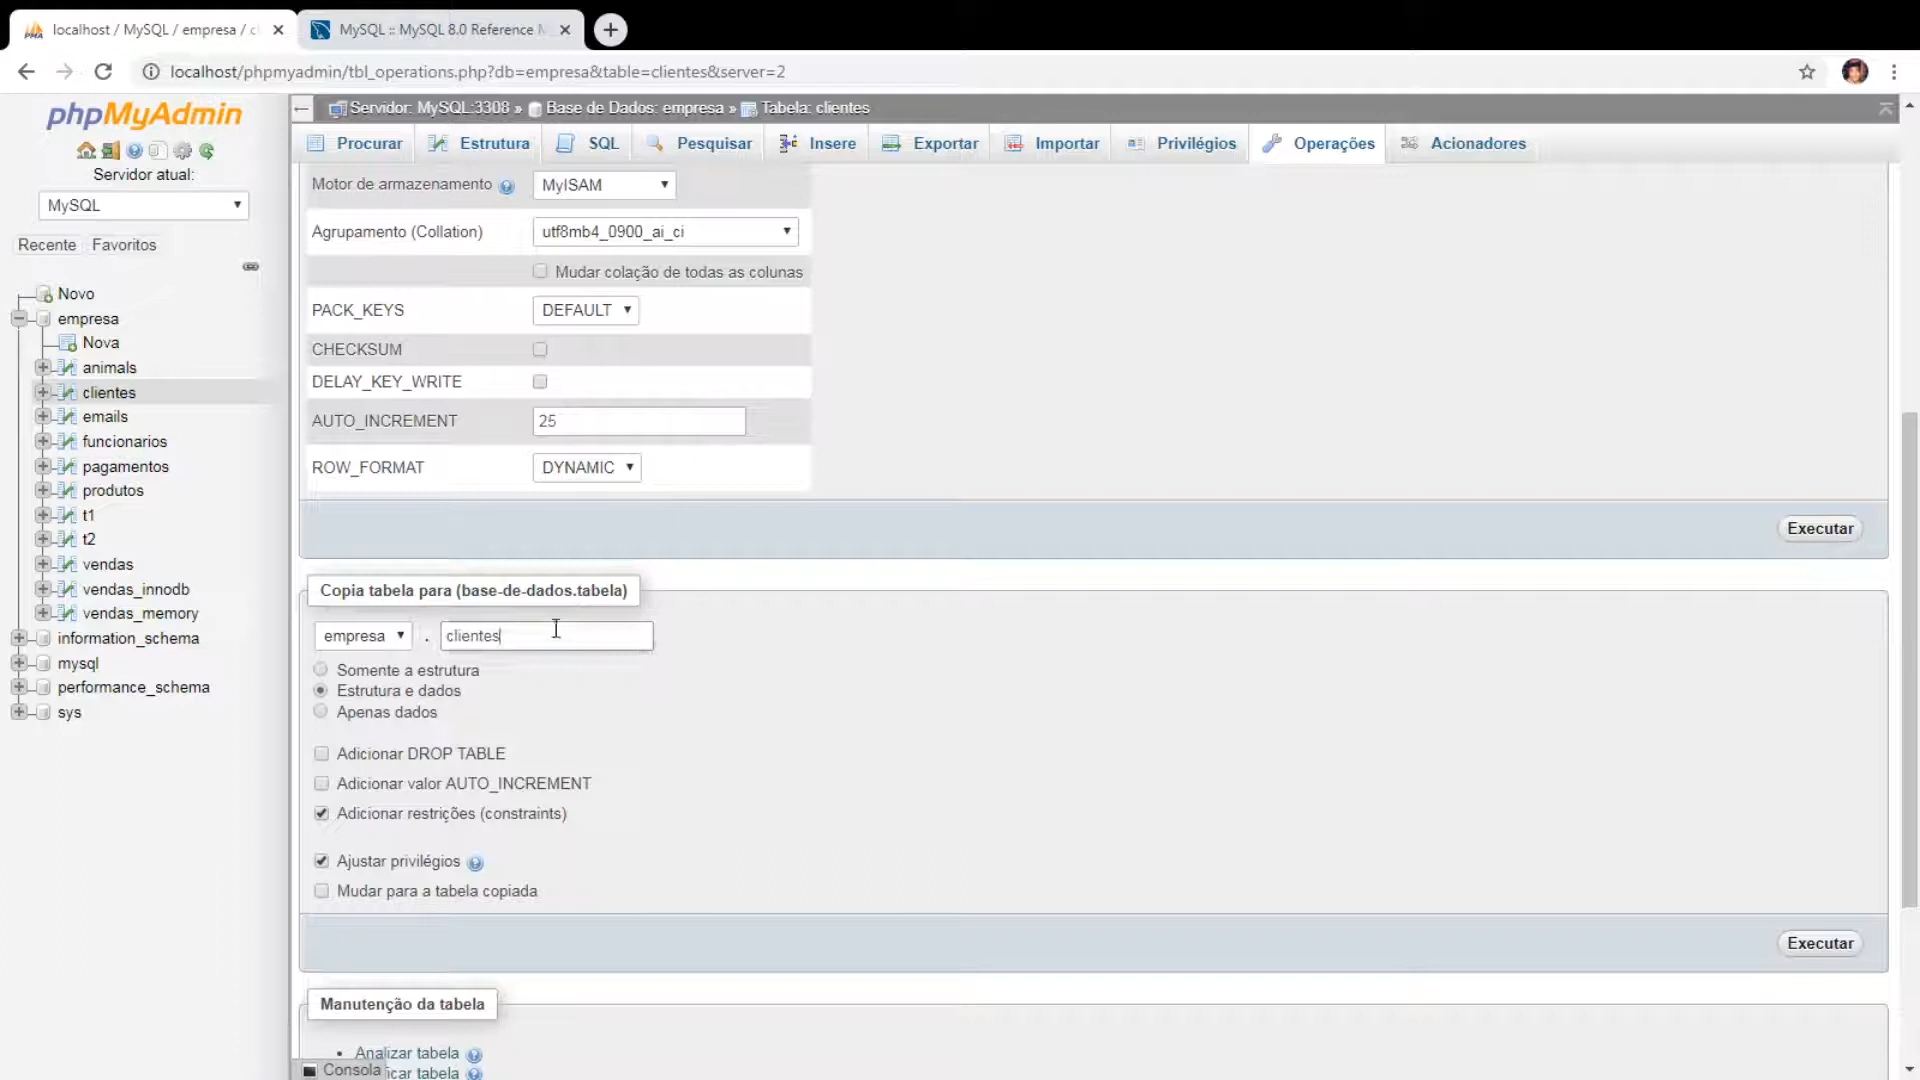 localhost / MySQL / empresa / c
MySQL :: MySQL 8.0 Reference M
localhost/phpmyadmin/tbl_operations.php?db=empresa&table=clientes&server=2
phpMyAdmin
Servidor atual:
MySQL
Recente Favoritos
Novo
empresa
Nova
animals
clientes
emails
funcionarios
pagamentos
produtos
t1
t2
vendas
vendas_innodb
vendas_memory
information_schema
mysql
performance_schema
sys
Servidor: MySQL:3308 » Base de Dados: empresa » Tabela: clientes
Procurar Estrutura SQL Pesquisar Insere Exportar Importar Privilégios Operações Acionadores
Motor de armazenamento MyISAM
Agrupamento (Collation) utf8mb4_0900_ai_ci
Mudar colação de todas as colunas
PACK_KEYS DEFAULT
CHECKSUM
DELAY_KEY_WRITE
AUTO_INCREMENT 25
ROW_FORMAT DYNAMIC
Executar
Copia tabela para (base-de-dados.tabela)
empresa . clientes
Somente a estrutura
Estrutura e dados
Apenas dados
Adicionar DROP TABLE
Adicionar valor AUTO_INCREMENT
Adicionar restrições (constraints)
Ajustar privilégios
Mudar para a tabela copiada
Executar
Manutenção da tabela
Analizar tabela
Consola icar tabela